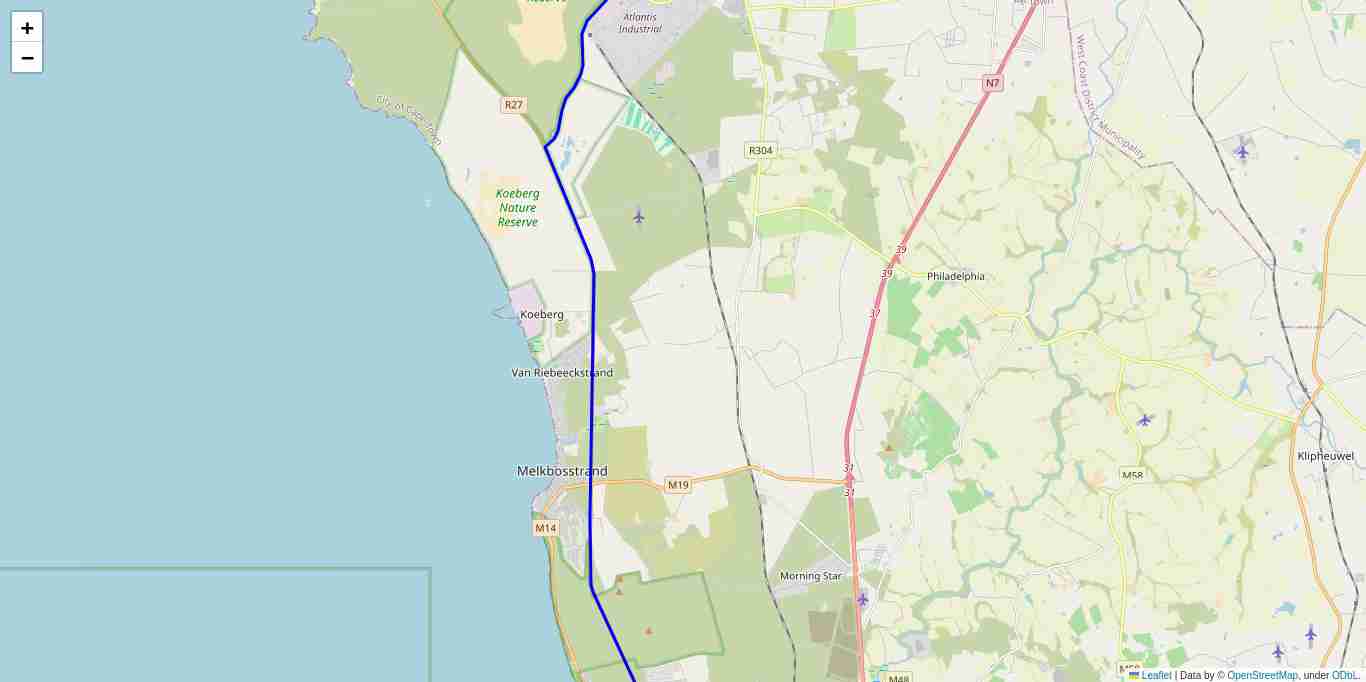 +
−
Reserve
Atlantis
Industrial
N7
West Coast District Municipality
City of Cape Town
R27
R304
Koeberg
Nature
Reserve
39
39
Philadelphia
37
Koeberg
Van Riebeeckstrand
Melkbosstrand
M19
31
31
M58
Klipheuwel
M14
Morning Star
M48
Leaflet | Data by © OpenStreetMap, under ODbL.